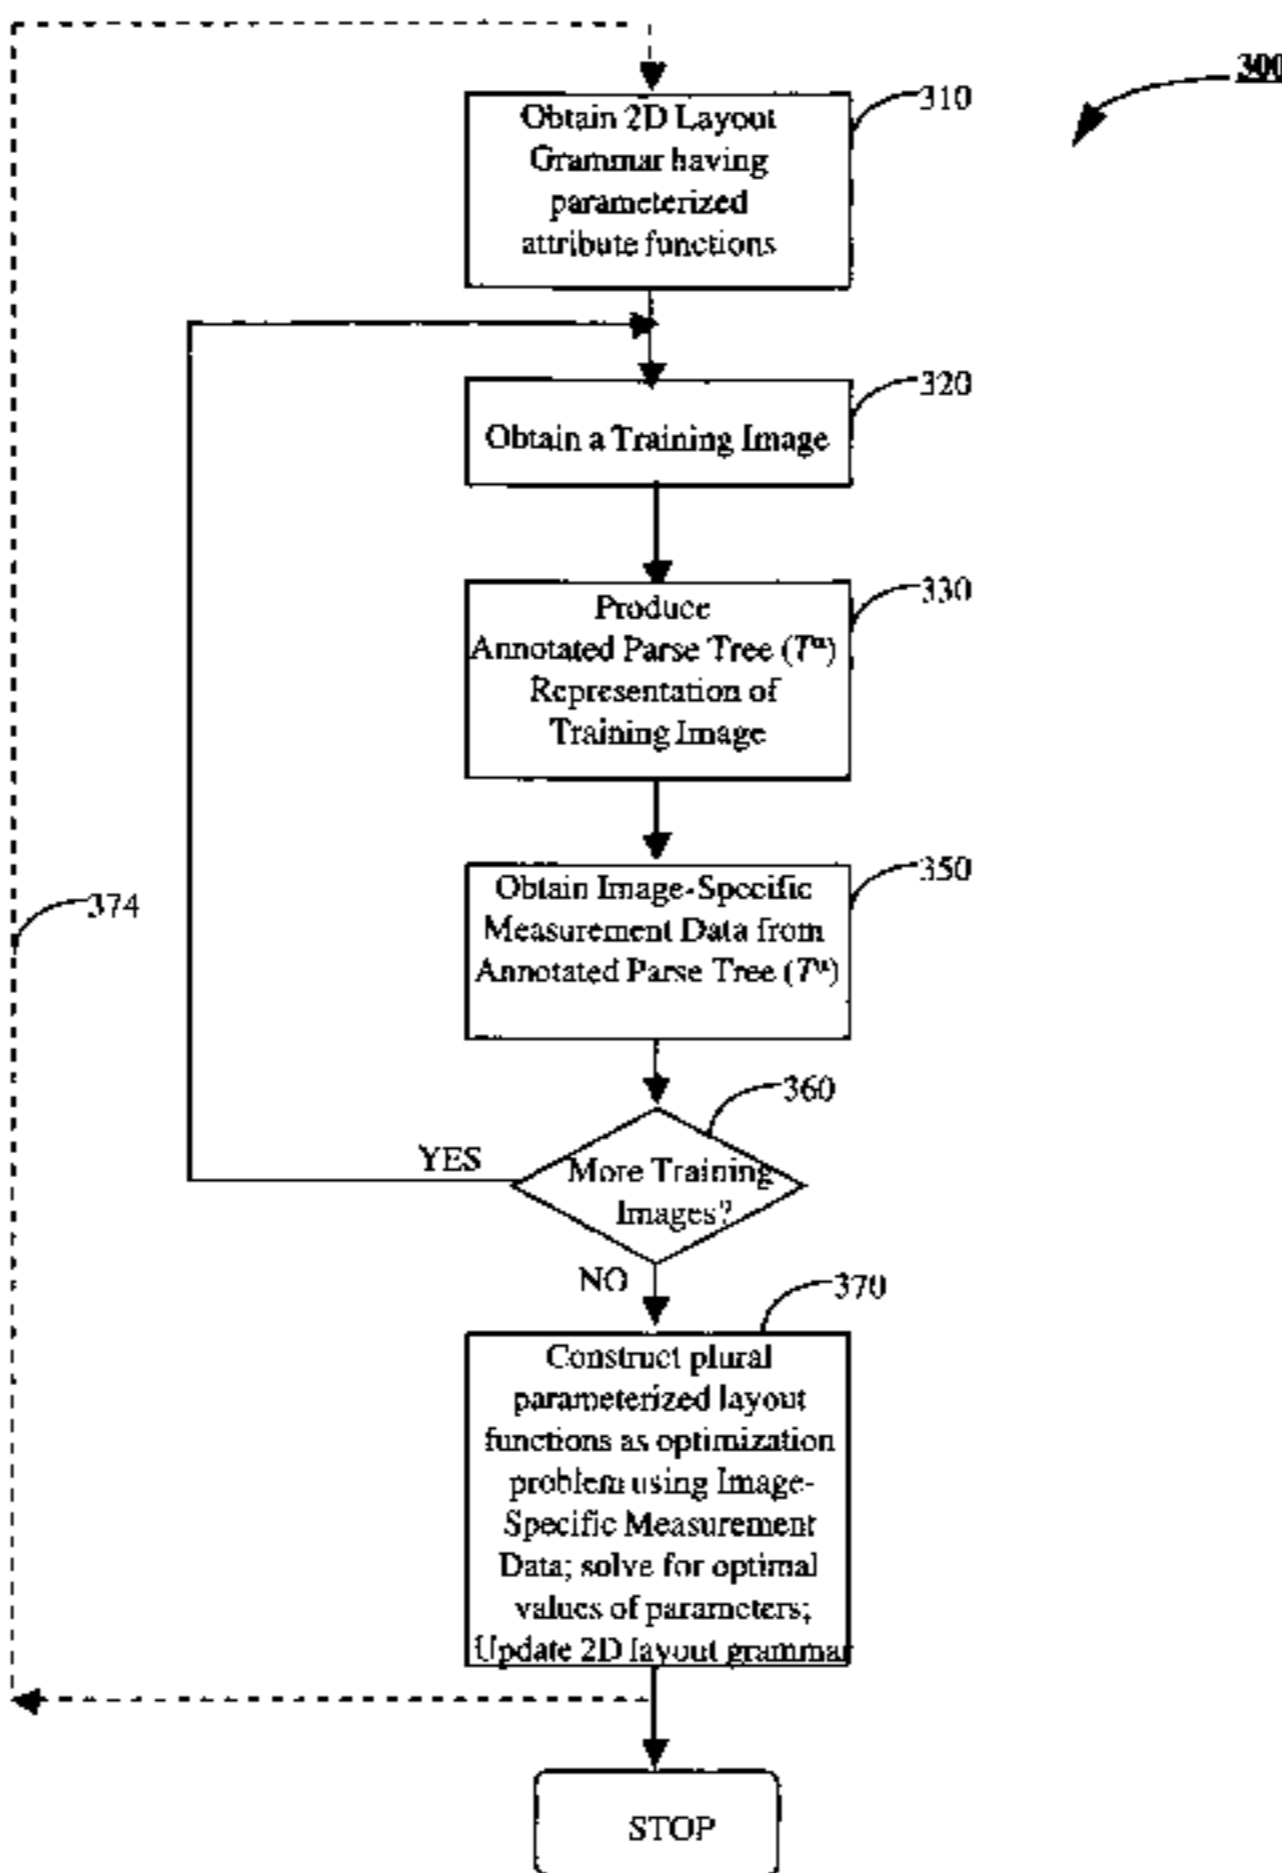 300
310
Obtain 2D Layout
Grammar having
parameterized
attribute functions
320
Obtain a Training Image
330
Produce
Annotated Parse Tree (Tᵃ)
Representation of
Training Image
350
Obtain Image-Specific
Measurement Data from
Annotated Parse Tree (Tᵃ)
374
360
YES
More Training
Images?
NO
370
Construct plural
parameterized layout
functions as optimization
problem using Image-
Specific Measurement
Data; solve for optimal
values of parameters;
Update 2D layout grammar
STOP